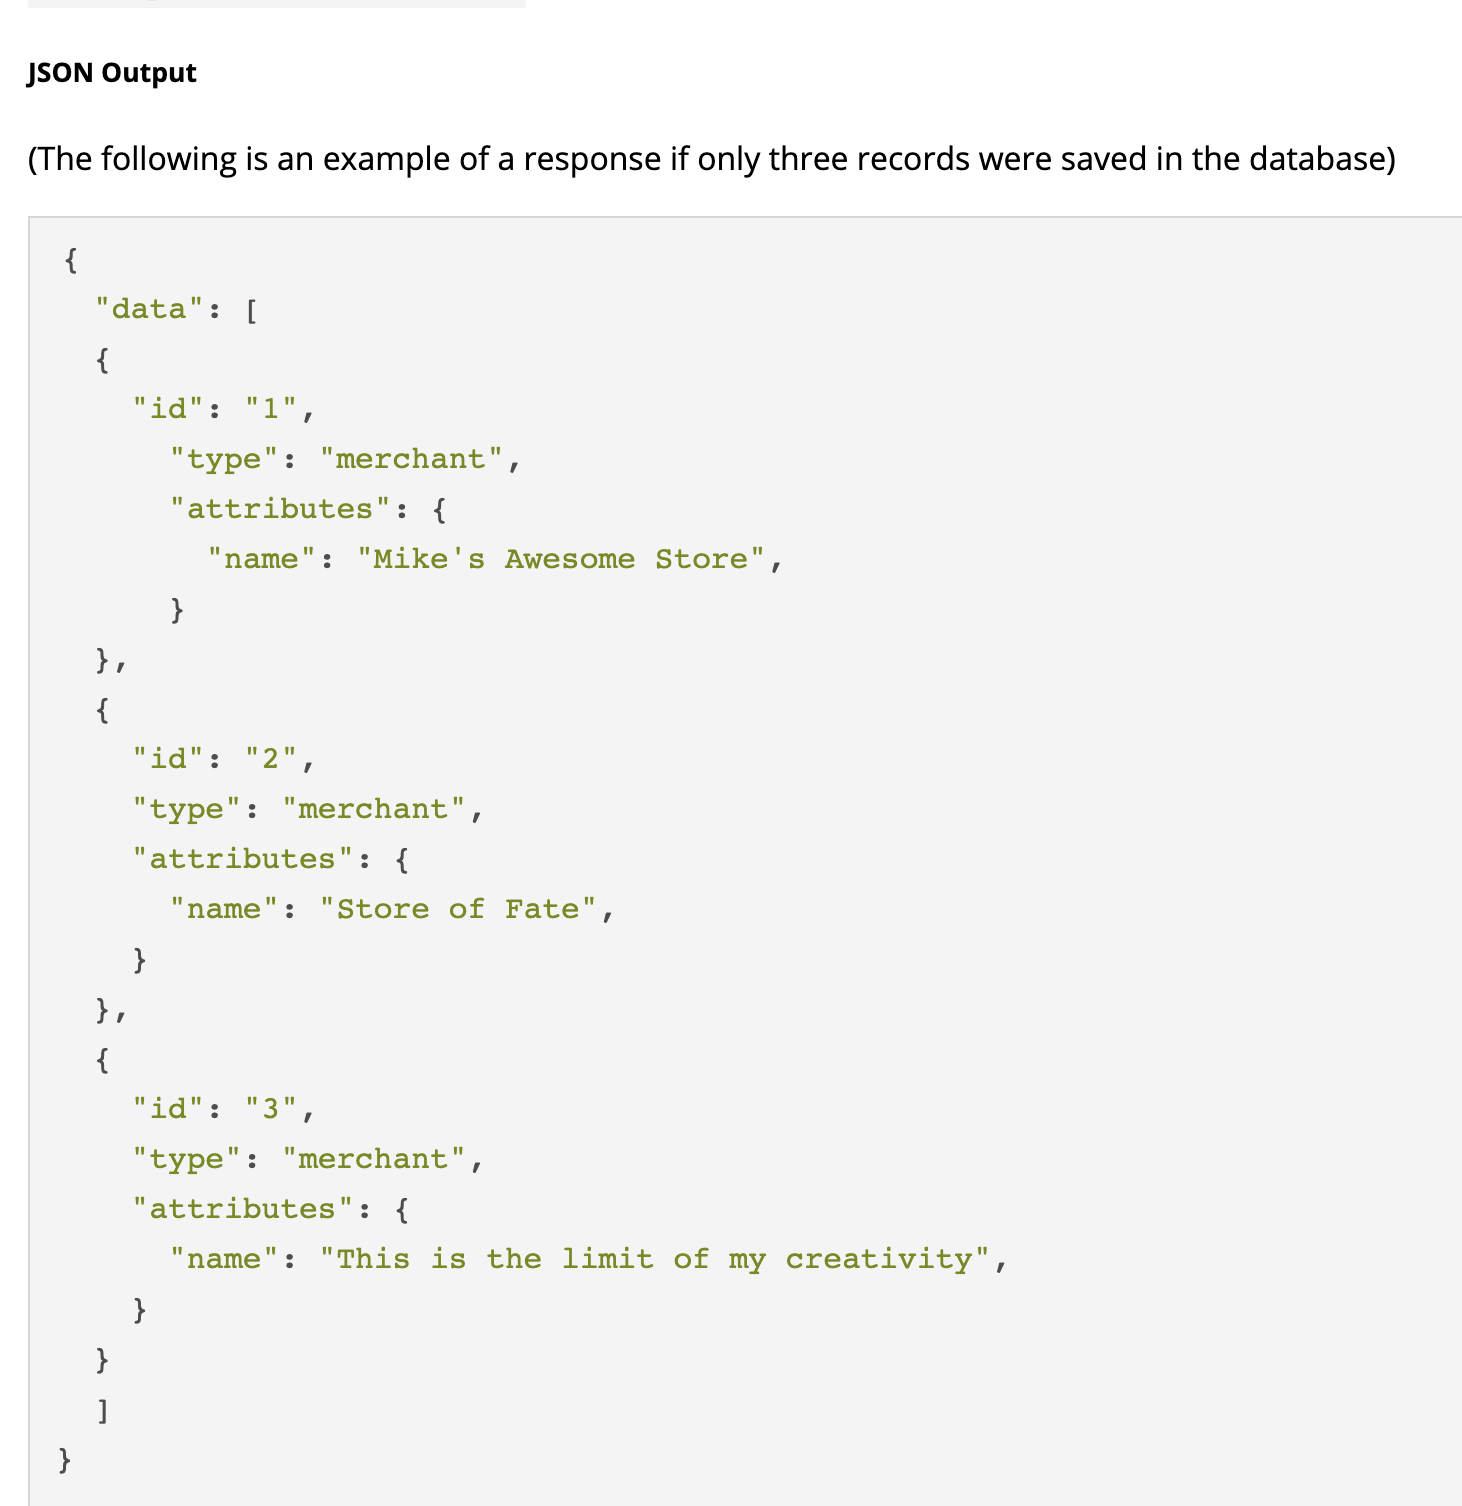 JSON Output
(The following is an example of a response if only three records were saved in the database)
{
  "data": [
  {
    "id": "1",
      "type": "merchant",
      "attributes": {
        "name": "Mike's Awesome Store",
      }
  },
  {
    "id": "2",
    "type": "merchant",
    "attributes": {
      "name": "Store of Fate",
    }
  },
  {
    "id": "3",
    "type": "merchant",
    "attributes": {
      "name": "This is the limit of my creativity",
    }
  }
  ]
}